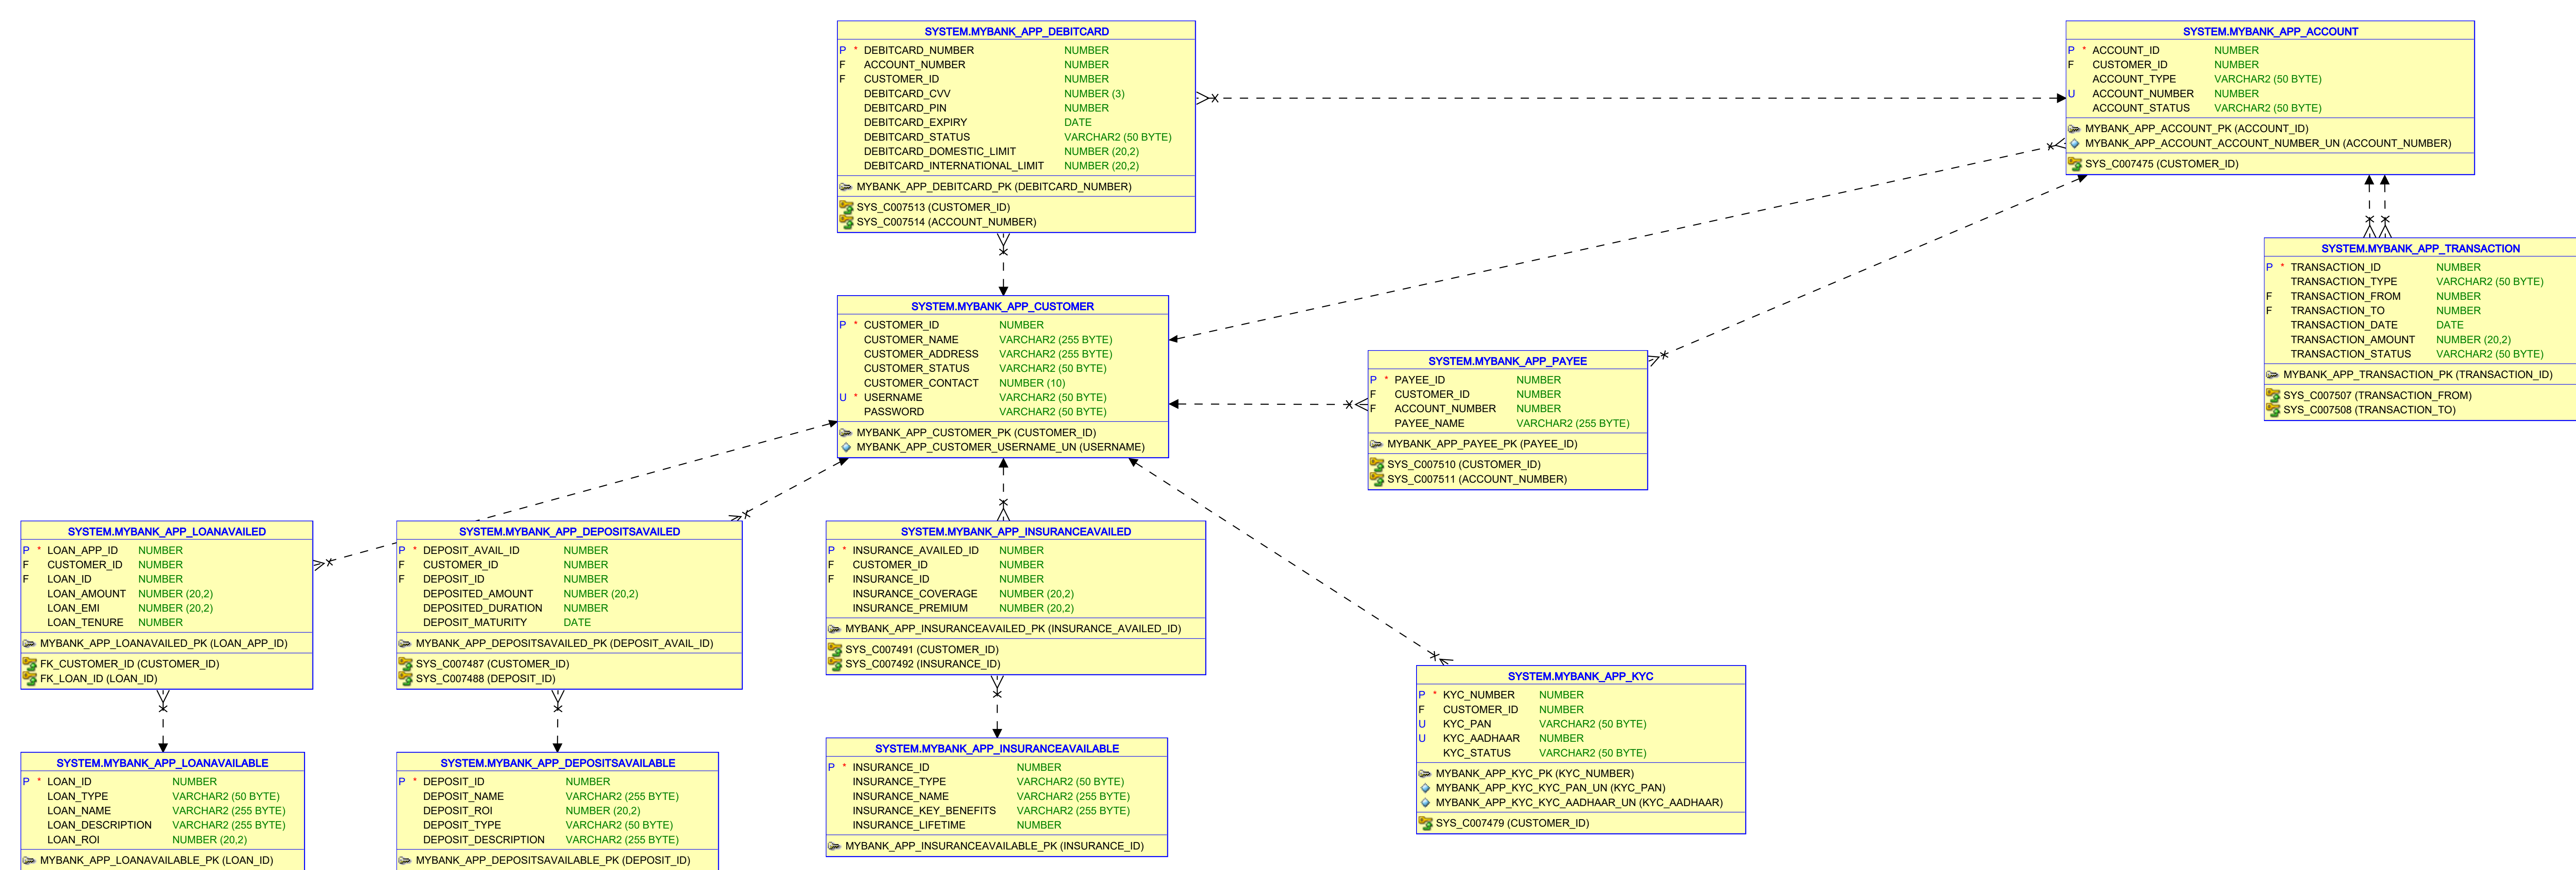 SYSTEM.MYBANK_APP_DEBITCARD
P * DEBITCARD_NUMBER NUMBER
F ACCOUNT_NUMBER NUMBER
F CUSTOMER_ID NUMBER
DEBITCARD_CVV NUMBER (3)
DEBITCARD_PIN NUMBER
DEBITCARD_EXPIRY DATE
DEBITCARD_STATUS VARCHAR2 (50 BYTE)
DEBITCARD_DOMESTIC_LIMIT NUMBER (20,2)
DEBITCARD_INTERNATIONAL_LIMIT NUMBER (20,2)
MYBANK_APP_DEBITCARD_PK (DEBITCARD_NUMBER)
SYS_C007513 (CUSTOMER_ID)
SYS_C007514 (ACCOUNT_NUMBER)
SYSTEM.MYBANK_APP_ACCOUNT
P * ACCOUNT_ID NUMBER
F CUSTOMER_ID NUMBER
ACCOUNT_TYPE VARCHAR2 (50 BYTE)
U ACCOUNT_NUMBER NUMBER
ACCOUNT_STATUS VARCHAR2 (50 BYTE)
MYBANK_APP_ACCOUNT_PK (ACCOUNT_ID)
MYBANK_APP_ACCOUNT_ACCOUNT_NUMBER_UN (ACCOUNT_NUMBER)
SYS_C007475 (CUSTOMER_ID)
SYSTEM.MYBANK_APP_TRANSACTION
P * TRANSACTION_ID NUMBER
TRANSACTION_TYPE VARCHAR2 (50 BYTE)
F TRANSACTION_FROM NUMBER
F TRANSACTION_TO NUMBER
TRANSACTION_DATE DATE
TRANSACTION_AMOUNT NUMBER (20,2)
TRANSACTION_STATUS VARCHAR2 (50 BYTE)
MYBANK_APP_TRANSACTION_PK (TRANSACTION_ID)
SYS_C007507 (TRANSACTION_FROM)
SYS_C007508 (TRANSACTION_TO)
SYSTEM.MYBANK_APP_CUSTOMER
P * CUSTOMER_ID NUMBER
CUSTOMER_NAME VARCHAR2 (255 BYTE)
CUSTOMER_ADDRESS VARCHAR2 (255 BYTE)
CUSTOMER_STATUS VARCHAR2 (50 BYTE)
CUSTOMER_CONTACT NUMBER (10)
U * USERNAME VARCHAR2 (50 BYTE)
PASSWORD VARCHAR2 (50 BYTE)
MYBANK_APP_CUSTOMER_PK (CUSTOMER_ID)
MYBANK_APP_CUSTOMER_USERNAME_UN (USERNAME)
SYSTEM.MYBANK_APP_PAYEE
P * PAYEE_ID NUMBER
F CUSTOMER_ID NUMBER
F ACCOUNT_NUMBER NUMBER
PAYEE_NAME VARCHAR2 (255 BYTE)
MYBANK_APP_PAYEE_PK (PAYEE_ID)
SYS_C007510 (CUSTOMER_ID)
SYS_C007511 (ACCOUNT_NUMBER)
SYSTEM.MYBANK_APP_LOANAVAILED
P * LOAN_APP_ID NUMBER
F CUSTOMER_ID NUMBER
F LOAN_ID NUMBER
LOAN_AMOUNT NUMBER (20,2)
LOAN_EMI NUMBER (20,2)
LOAN_TENURE NUMBER
MYBANK_APP_LOANAVAILED_PK (LOAN_APP_ID)
FK_CUSTOMER_ID (CUSTOMER_ID)
FK_LOAN_ID (LOAN_ID)
SYSTEM.MYBANK_APP_DEPOSITSAVAILED
P * DEPOSIT_AVAIL_ID NUMBER
F CUSTOMER_ID NUMBER
F DEPOSIT_ID NUMBER
DEPOSITED_AMOUNT NUMBER (20,2)
DEPOSITED_DURATION NUMBER
DEPOSIT_MATURITY DATE
MYBANK_APP_DEPOSITSAVAILED_PK (DEPOSIT_AVAIL_ID)
SYS_C007487 (CUSTOMER_ID)
SYS_C007488 (DEPOSIT_ID)
SYSTEM.MYBANK_APP_INSURANCEAVAILED
P * INSURANCE_AVAILED_ID NUMBER
F CUSTOMER_ID NUMBER
F INSURANCE_ID NUMBER
INSURANCE_COVERAGE NUMBER (20,2)
INSURANCE_PREMIUM NUMBER (20,2)
MYBANK_APP_INSURANCEAVAILED_PK (INSURANCE_AVAILED_ID)
SYS_C007491 (CUSTOMER_ID)
SYS_C007492 (INSURANCE_ID)
SYSTEM.MYBANK_APP_KYC
P * KYC_NUMBER NUMBER
F CUSTOMER_ID NUMBER
U KYC_PAN VARCHAR2 (50 BYTE)
U KYC_AADHAAR NUMBER
KYC_STATUS VARCHAR2 (50 BYTE)
MYBANK_APP_KYC_PK (KYC_NUMBER)
MYBANK_APP_KYC_KYC_PAN_UN (KYC_PAN)
MYBANK_APP_KYC_KYC_AADHAAR_UN (KYC_AADHAAR)
SYS_C007479 (CUSTOMER_ID)
SYSTEM.MYBANK_APP_LOANAVAILABLE
P * LOAN_ID NUMBER
LOAN_TYPE VARCHAR2 (50 BYTE)
LOAN_NAME VARCHAR2 (255 BYTE)
LOAN_DESCRIPTION VARCHAR2 (255 BYTE)
LOAN_ROI NUMBER (20,2)
MYBANK_APP_LOANAVAILABLE_PK (LOAN_ID)
SYSTEM.MYBANK_APP_DEPOSITSAVAILABLE
P * DEPOSIT_ID NUMBER
DEPOSIT_NAME VARCHAR2 (255 BYTE)
DEPOSIT_ROI NUMBER (20,2)
DEPOSIT_TYPE VARCHAR2 (50 BYTE)
DEPOSIT_DESCRIPTION VARCHAR2 (255 BYTE)
MYBANK_APP_DEPOSITSAVAILABLE_PK (DEPOSIT_ID)
SYSTEM.MYBANK_APP_INSURANCEAVAILABLE
P * INSURANCE_ID NUMBER
INSURANCE_TYPE VARCHAR2 (50 BYTE)
INSURANCE_NAME VARCHAR2 (255 BYTE)
INSURANCE_KEY_BENEFITS VARCHAR2 (255 BYTE)
INSURANCE_LIFETIME NUMBER
MYBANK_APP_INSURANCEAVAILABLE_PK (INSURANCE_ID)